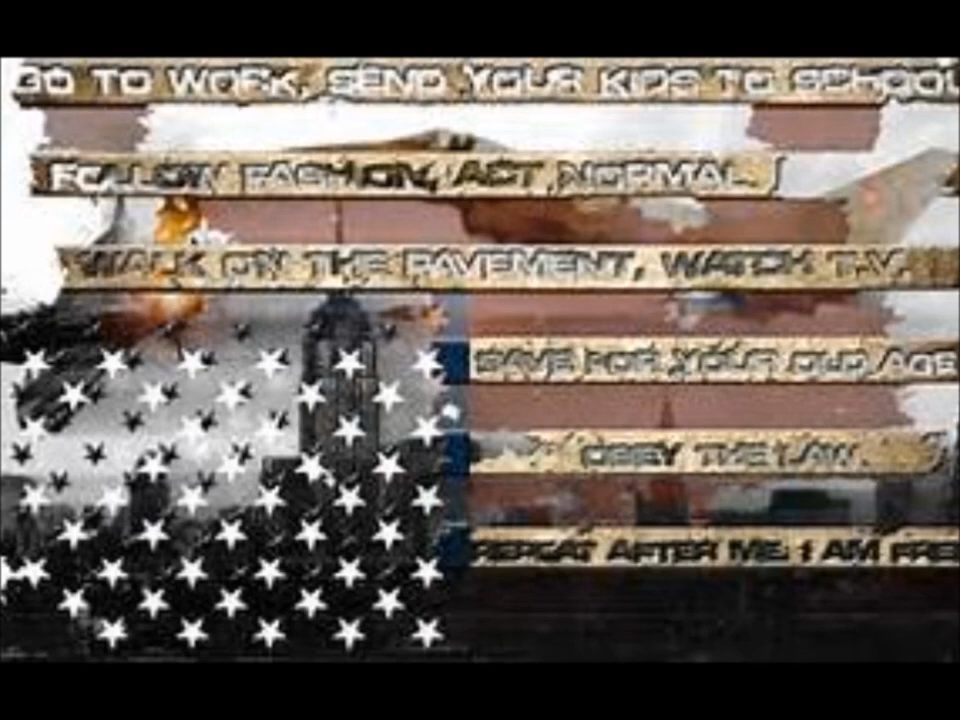 GO TO WORK, SEND YOUR KIDS TO SCHOOL
FOLLOW FASHION, ACT NORMAL
WALK ON THE PAVEMENT, WATCH T.V.
SAVE FOR YOUR OLD AGE
OBEY THE LAW
REPEAT AFTER ME: I AM FREE